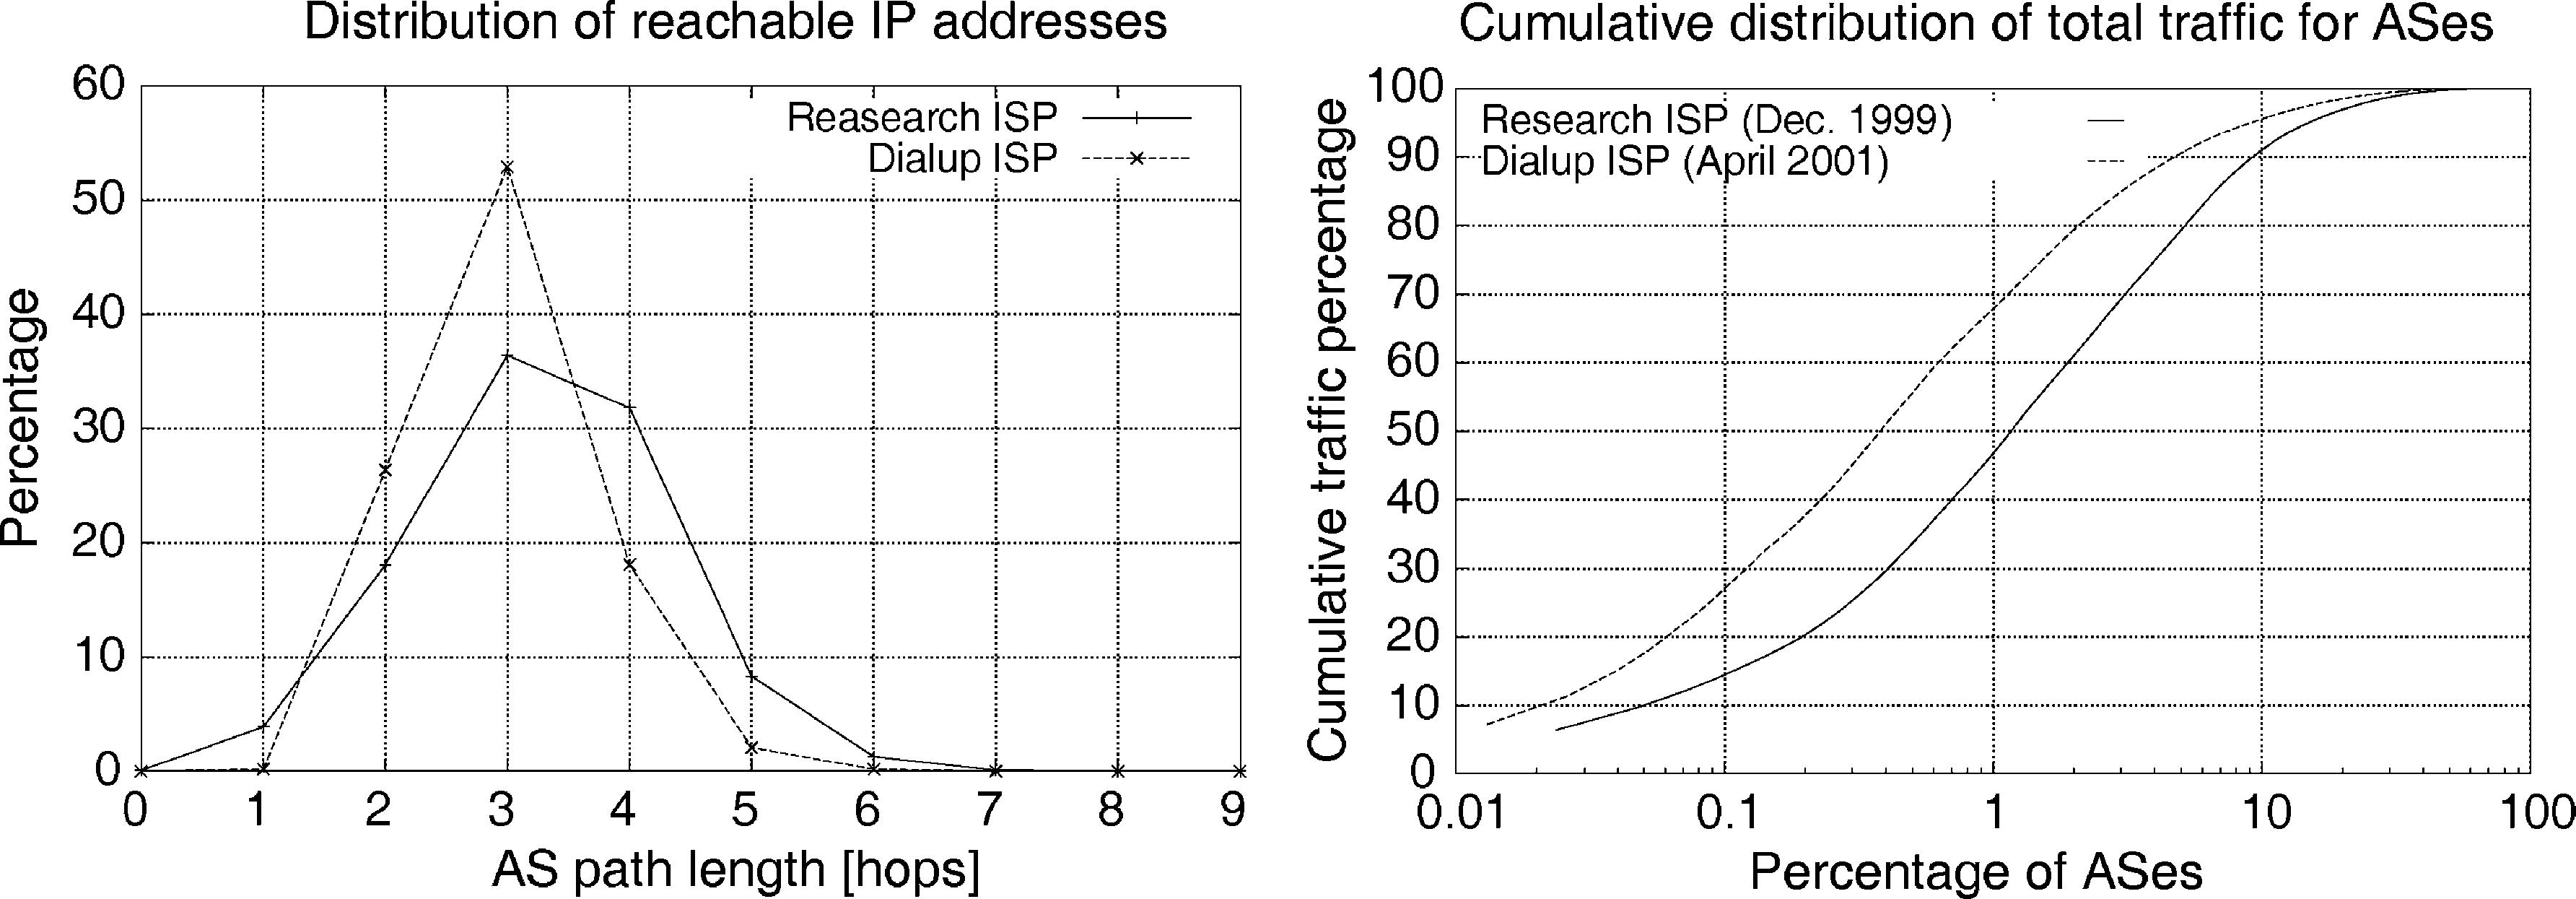 Distribution of reachable IP addresses
Percentage
60
50
40
30
20
10
0
Reasearch ISP
Dialup ISP
0 1 2 3 4 5 6 7 8 9
AS path length [hops]
Cumulative distribution of total traffic for ASes
Cumulative traffic percentage
100
90
80
70
60
50
40
30
20
10
0
Research ISP (Dec. 1999)
Dialup ISP (April 2001)
0.01 0.1 1 10 100
Percentage of ASes